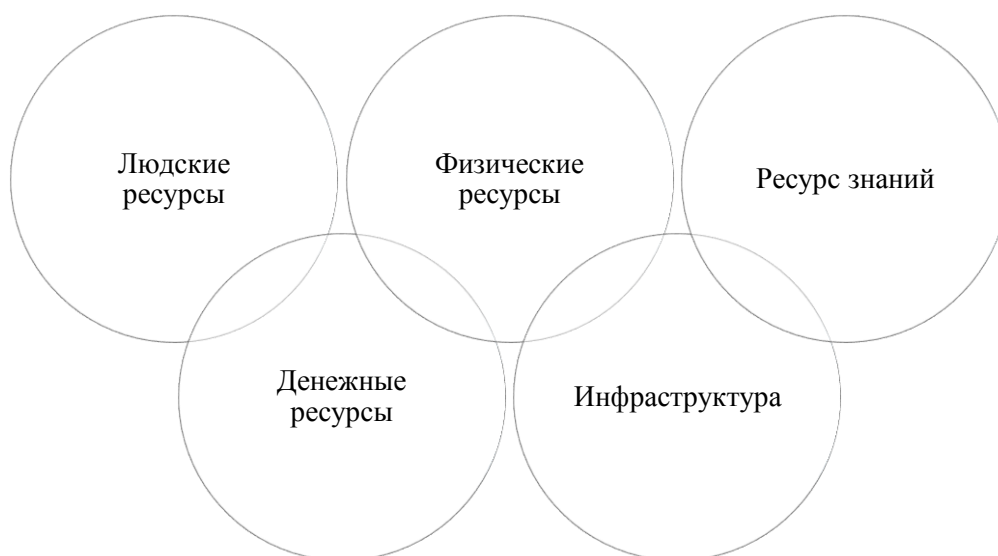 Людские
ресурсы
Физические
ресурсы
Ресурс знаний
Денежные
ресурсы
Инфраструктура